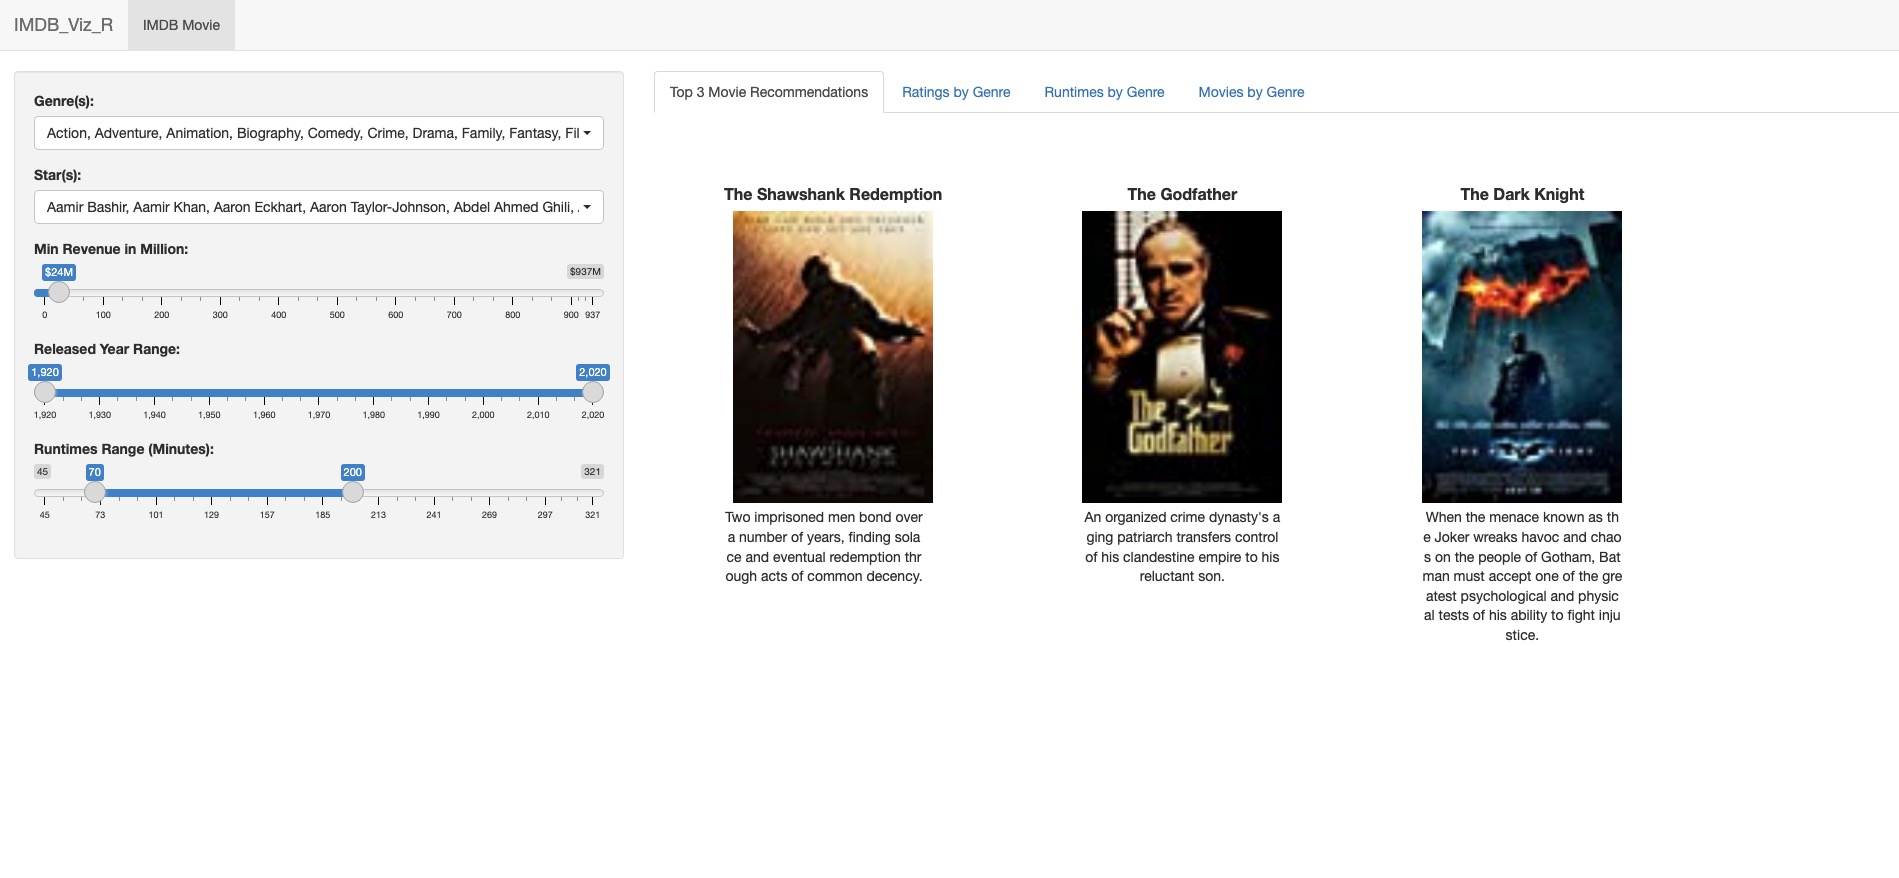 IMDB_Viz_R
IMDB Movie
Genre(s):
Action, Adventure, Animation, Biography, Comedy, Crime, Drama, Family, Fantasy, Fil
Star(s):
Aamir Bashir, Aamir Khan, Aaron Eckhart, Aaron Taylor-Johnson, Abdel Ahmed Ghili, .
Min Revenue in Million:
$24M $937M
0 100 200 300 400 500 600 700 800 900 937
Released Year Range:
1,920 2,020
1,920 1,930 1,940 1,950 1,960 1,970 1,980 1,990 2,000 2,010 2,020
Runtimes Range (Minutes):
45 70 200 321
45 73 101 129 157 185 213 241 269 297 321
Top 3 Movie Recommendations
Ratings by Genre
Runtimes by Genre
Movies by Genre
The Shawshank Redemption
SHAWSHANK
Two imprisoned men bond over
a number of years, finding sola
ce and eventual redemption thr
ough acts of common decency.
The Godfather
The
Godfather
An organized crime dynasty's a
ging patriarch transfers control
of his clandestine empire to his
reluctant son.
The Dark Knight
When the menace known as th
e Joker wreaks havoc and chao
s on the people of Gotham, Bat
man must accept one of the gre
atest psychological and physic
al tests of his ability to fight inju
stice.